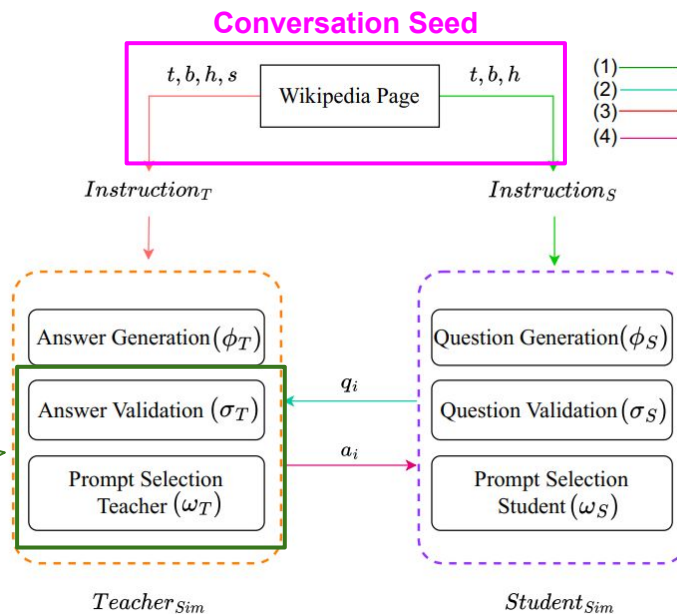 Conversation Seed
t, b, h, s
t, b, h
Wikipedia Page
(1)
(2)
(3)
(4)
Instruction_T
Instruction_S
Answer Generation(ϕ_T)
Question Generation(ϕ_S)
Answer Validation (σ_T)
q_i
Question Validation(σ_S)
Prompt Selection
Teacher(ω_T)
a_i
Prompt Selection
Student(ω_S)
Teacher_Sim
Student_Sim